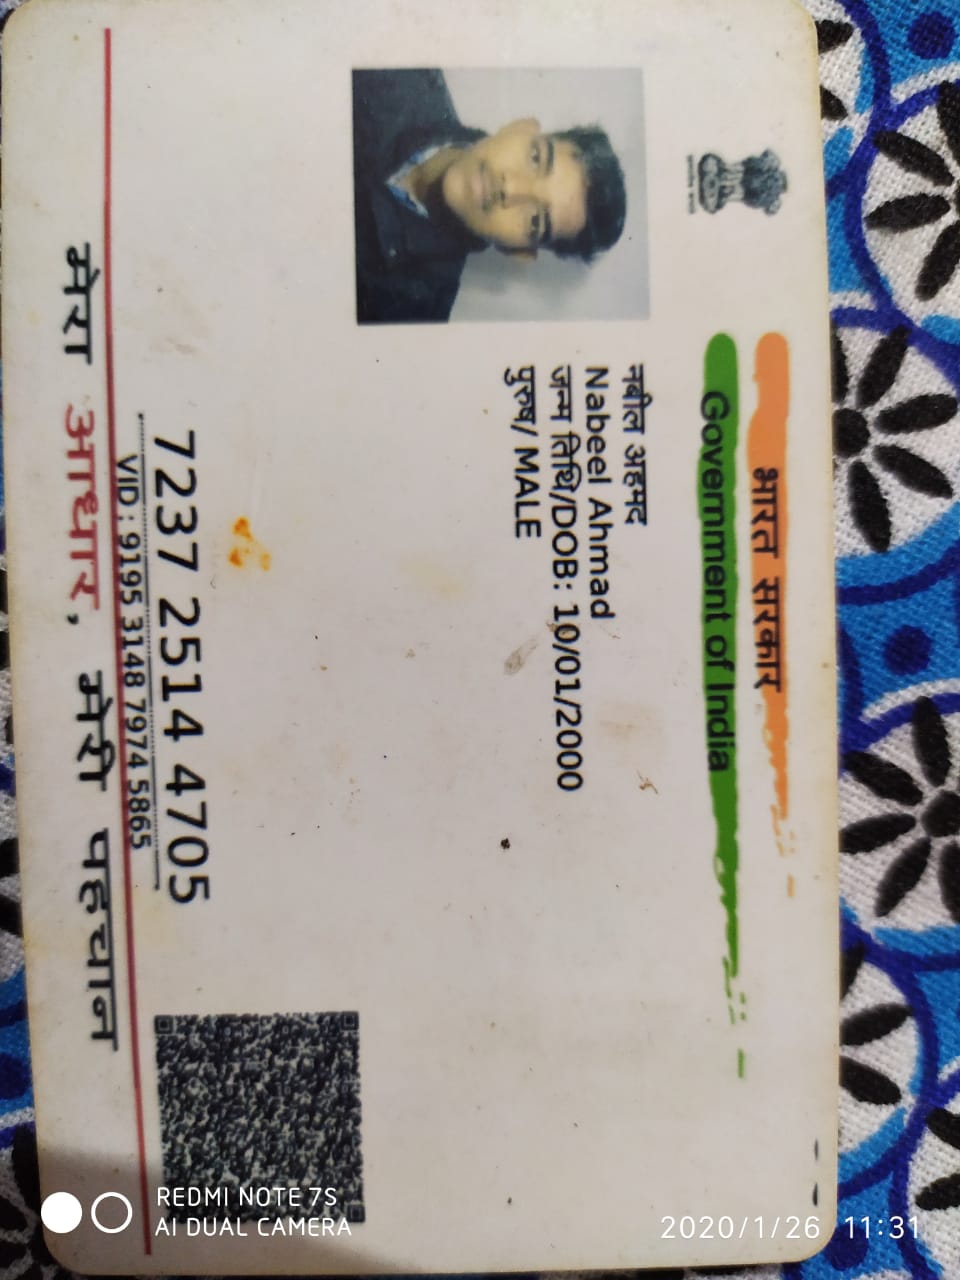 भारत सरकार
Government of India
नबील अहमद
Nabeel Ahmad
जन्म तिथि/DOB: 10/01/2000
पुरुष/ MALE
7237 2514 4705
VID: 9195 3148 7974 5865
मेरा आधार, मेरी पहचान
REDMI NOTE 7S
AI DUAL CAMERA
2020/1/26 11:31